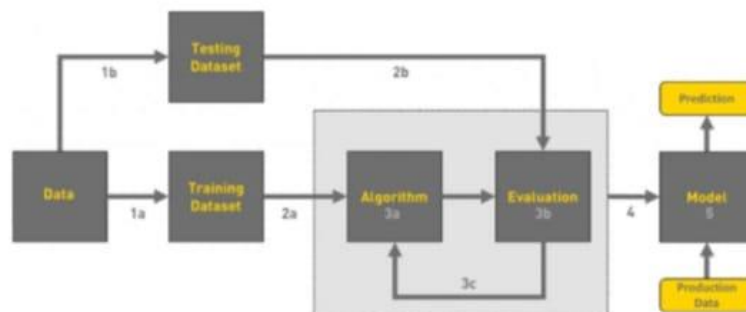 Testing
Dataset
1b
2b
Prediction
Data
1a
Training
Dataset
2a
Algorithm
3a
Evaluation
3b
4
Model
5
3c
Production
Data